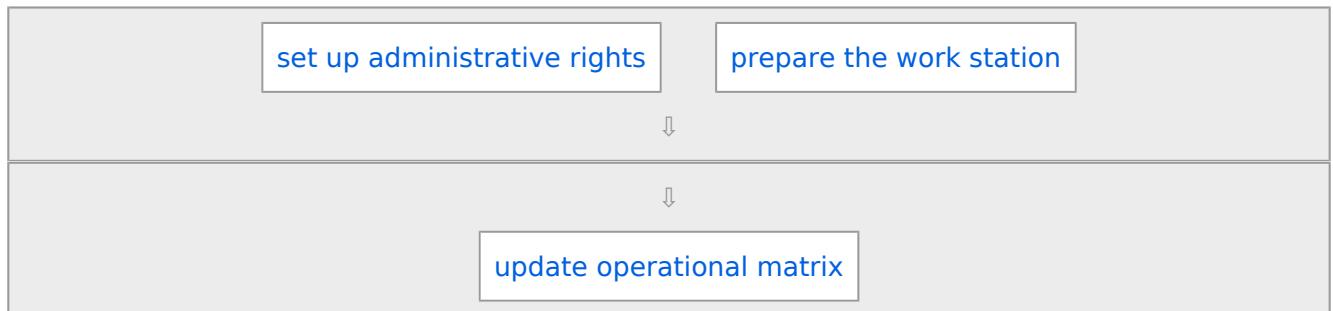 set up administrative rights
prepare the work station
⇩
⇩
update operational matrix